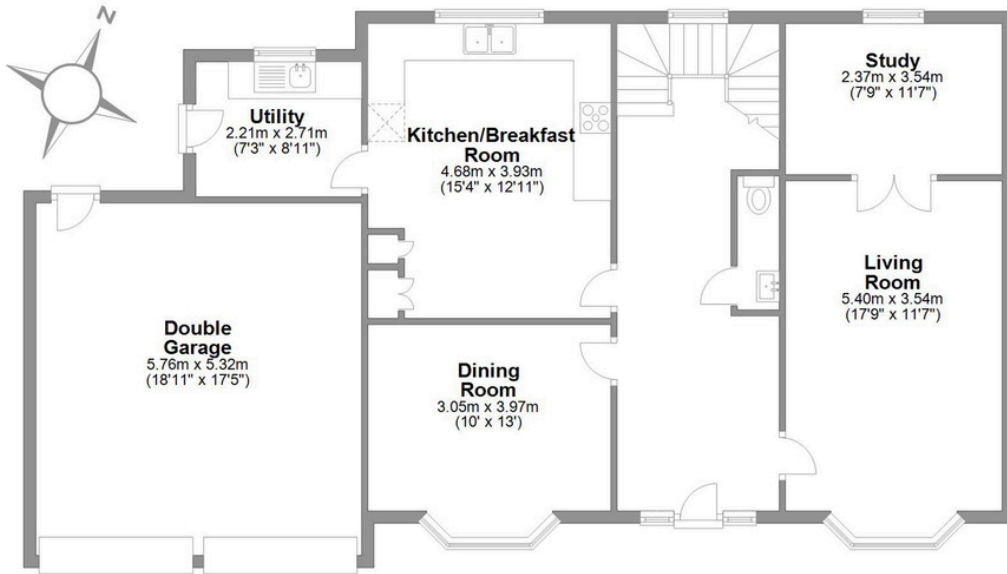 N
Utility
2.21m x 2.71m
(7'3" x 8'11")
Kitchen/Breakfast
Room
4.68m x 3.93m
(15'4" x 12'11")
Study
2.37m x 3.54m
(7'9" x 11'7")
Living
Room
5.40m x 3.54m
(17'9" x 11'7")
Double
Garage
5.76m x 5.32m
(18'11" x 17'5")
Dining
Room
3.05m x 3.97m
(10' x 13')